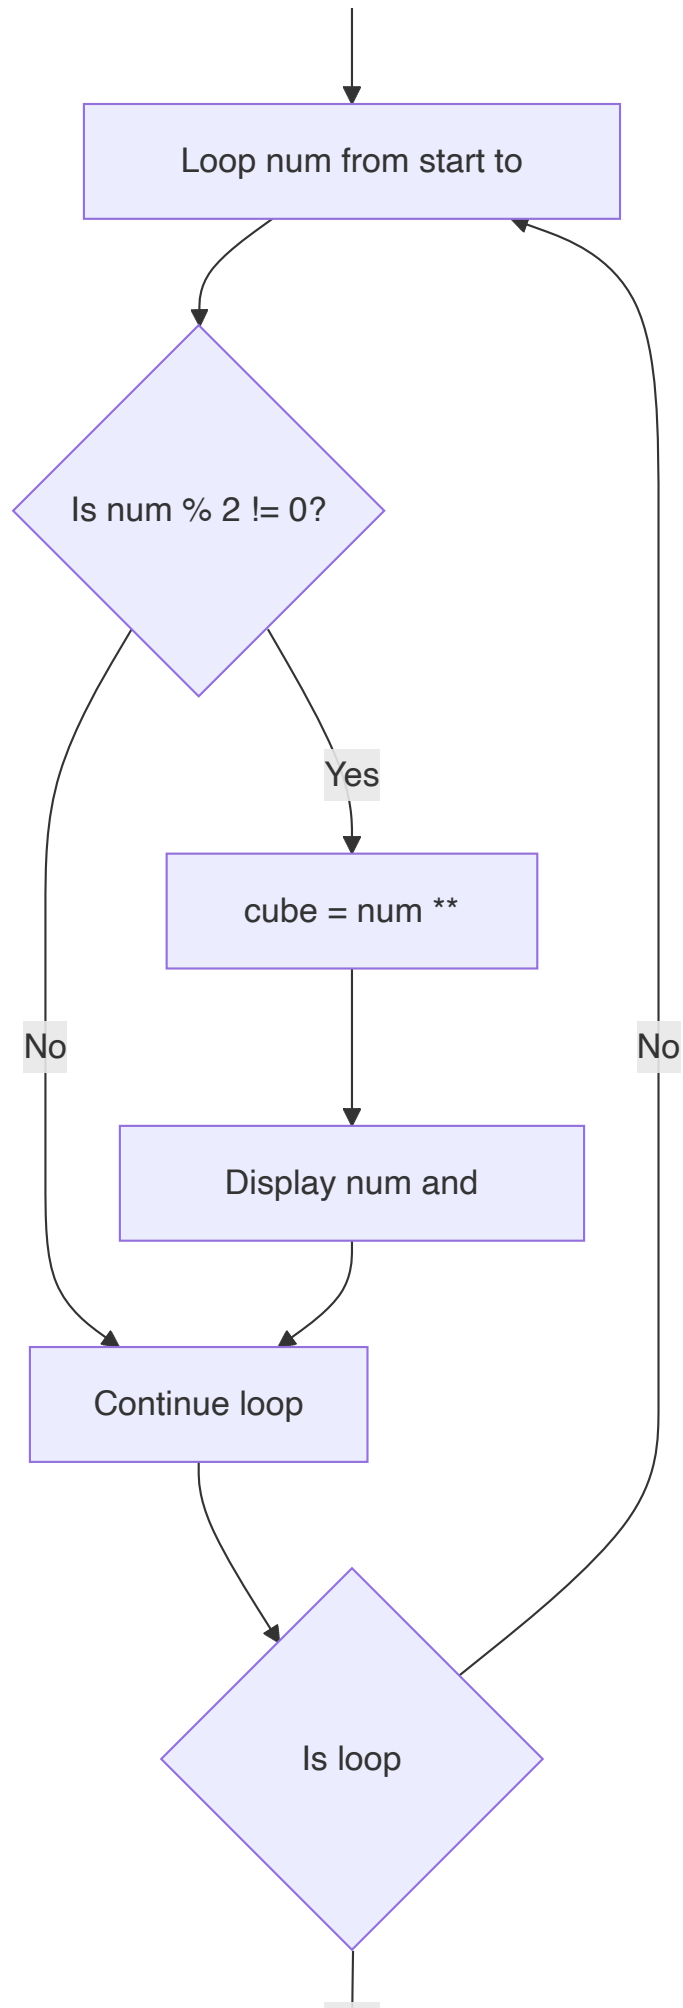 Loop num from start to
Is num % 2 != 0?
Yes
cube = num **
No
No
Display num and
Continue loop
Is loop